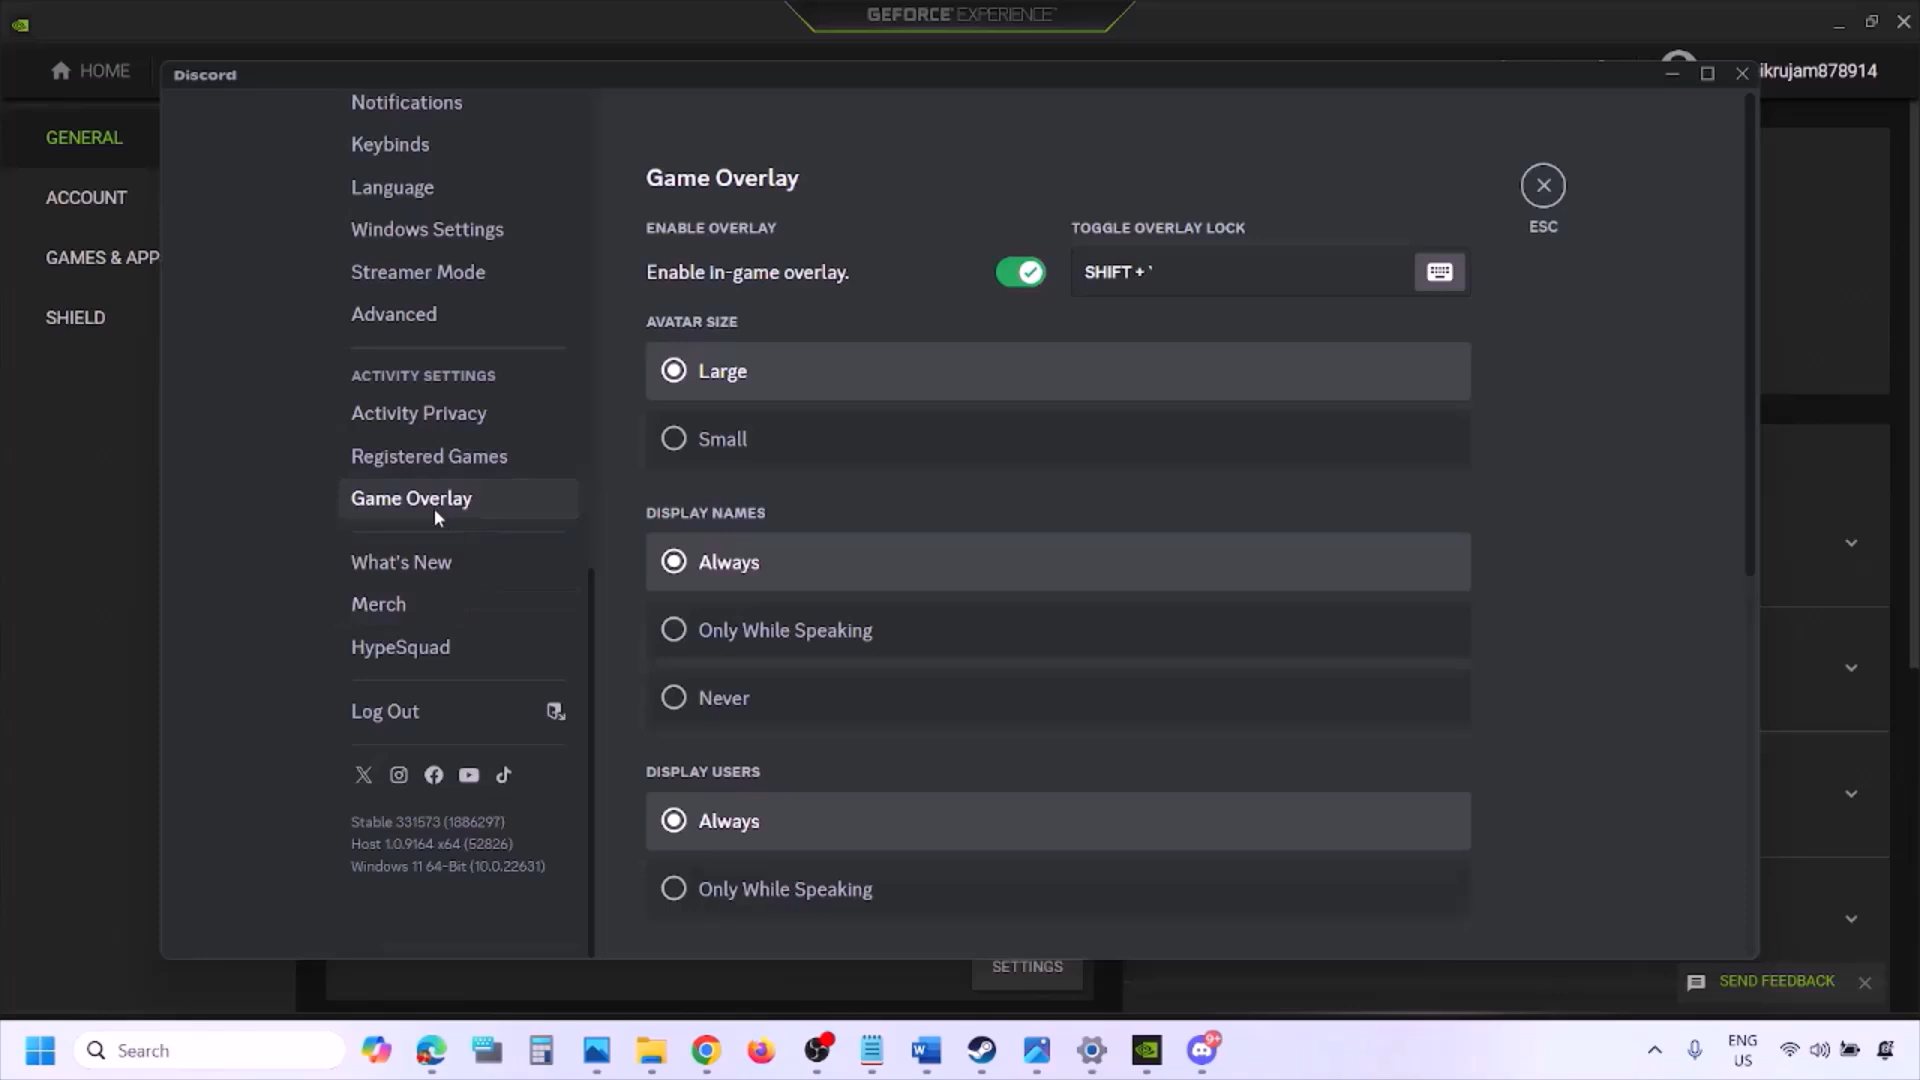 GEFORCE EXPERIENCE
HOME
ikrujam878914
GENERAL
ACCOUNT
GAMES & APP
SHIELD
Discord
Notifications
Keybinds
Language
Windows Settings
Streamer Mode
Advanced
ACTIVITY SETTINGS
Activity Privacy
Registered Games
Game Overlay
What's New
Merch
HypeSquad
Log Out
Stable 331573 (1886297)
Host 1.0.9164 x64 (52826)
Windows 11 64-Bit (10.0.22631)
Game Overlay
ESC
ENABLE OVERLAY
Enable in-game overlay.
TOGGLE OVERLAY LOCK
SHIFT + `
AVATAR SIZE
Large
Small
DISPLAY NAMES
Always
Only While Speaking
Never
DISPLAY USERS
Always
Only While Speaking
SETTINGS
SEND FEEDBACK
Search
9+
ENG
US